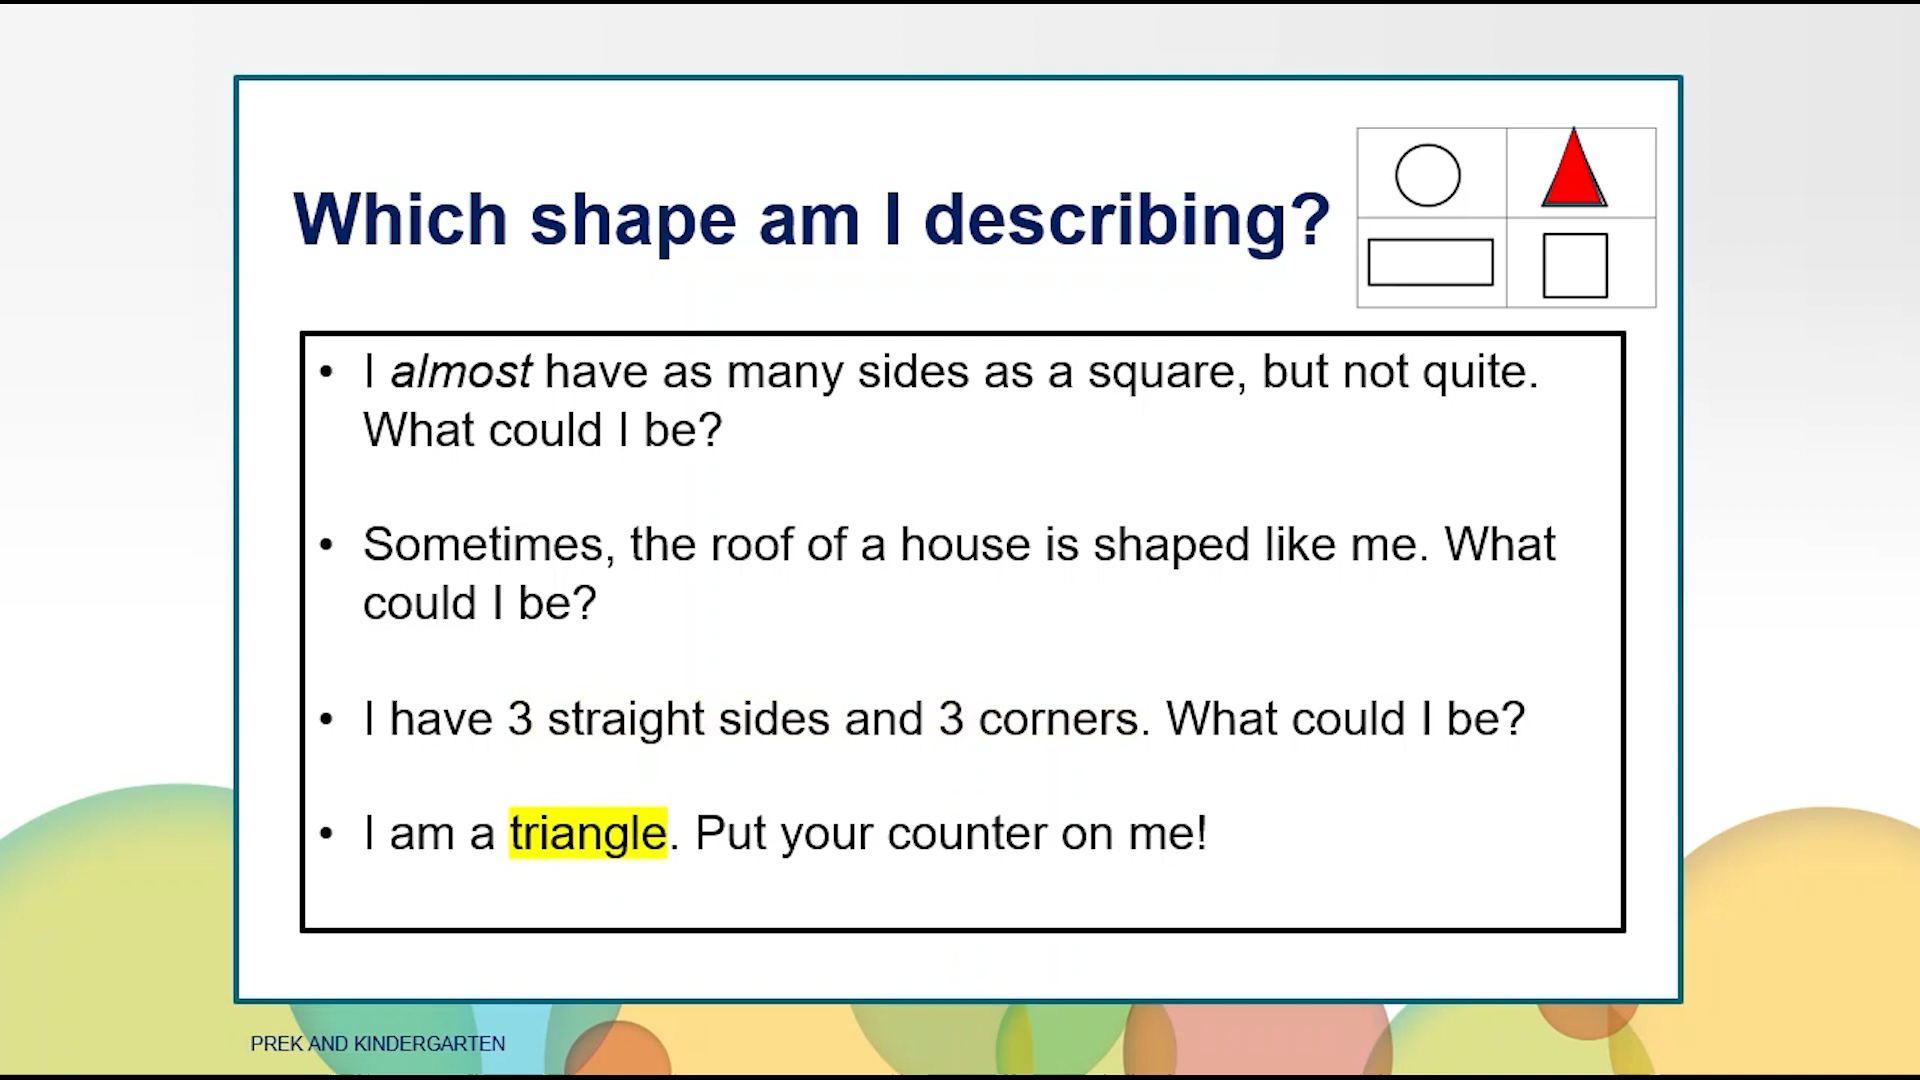 Which shape am I describing?
• I almost have as many sides as a square, but not quite.
What could I be?
• Sometimes, the roof of a house is shaped like me. What
could I be?
• I have 3 straight sides and 3 corners. What could I be?
• I am a triangle. Put your counter on me!
PREK AND KINDERGARTEN